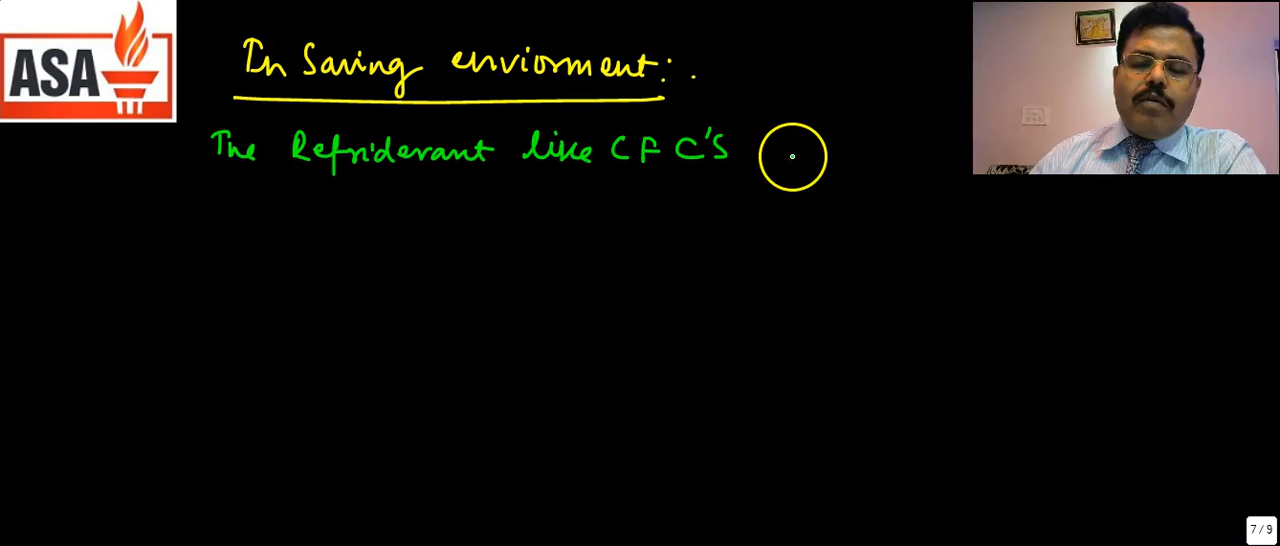 ASA
In Saving enviorment:.
The Refriderant like CFC's
7/9